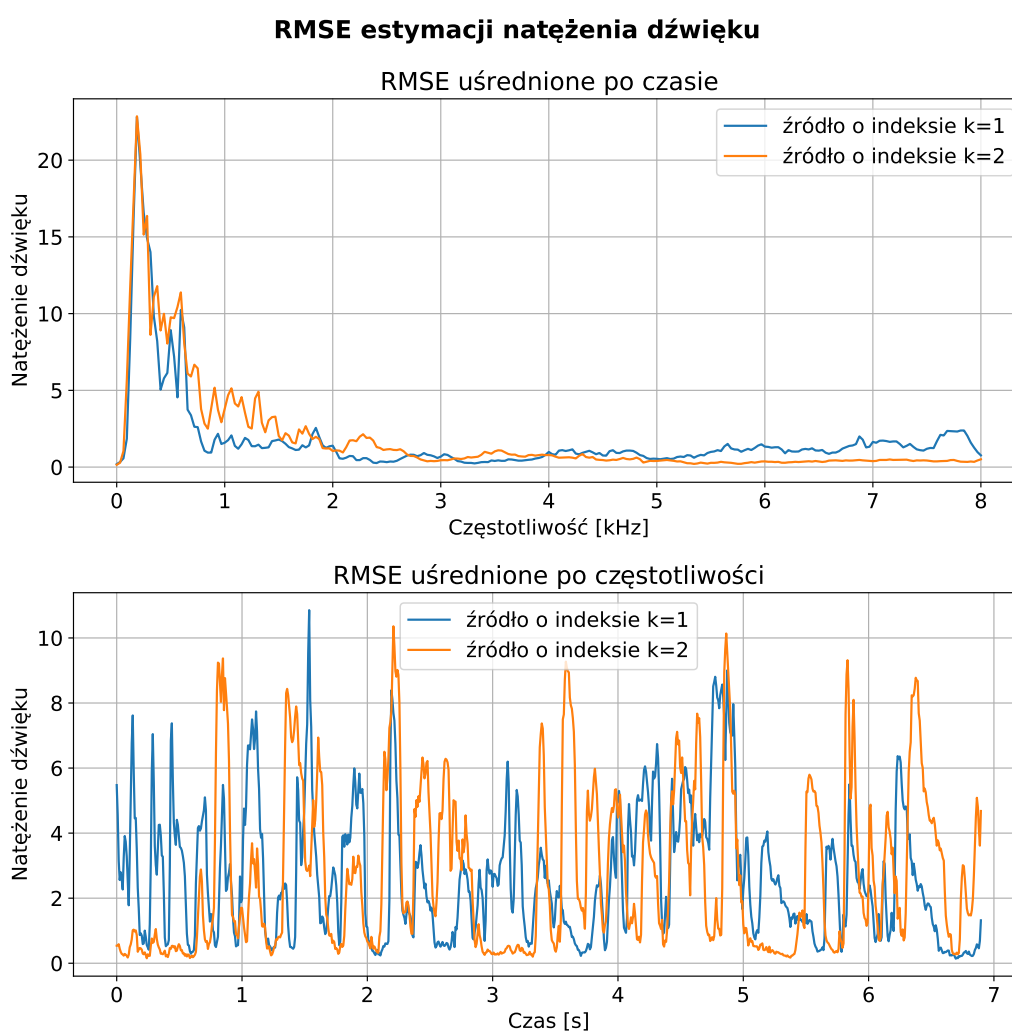 RMSE estymacji natężenia dźwięku
RMSE uśrednione po czasie
źródło o indeksie k=1
źródło o indeksie k=2
Natężenie dźwięku
20
15
10
5
0
0 1 2 3 4 5 6 7 8
Częstotliwość [kHz]
RMSE uśrednione po częstotliwości
źródło o indeksie k=1
źródło o indeksie k=2
Natężenie dźwięku
10
8
6
4
2
0
0 1 2 3 4 5 6 7
Czas [s]